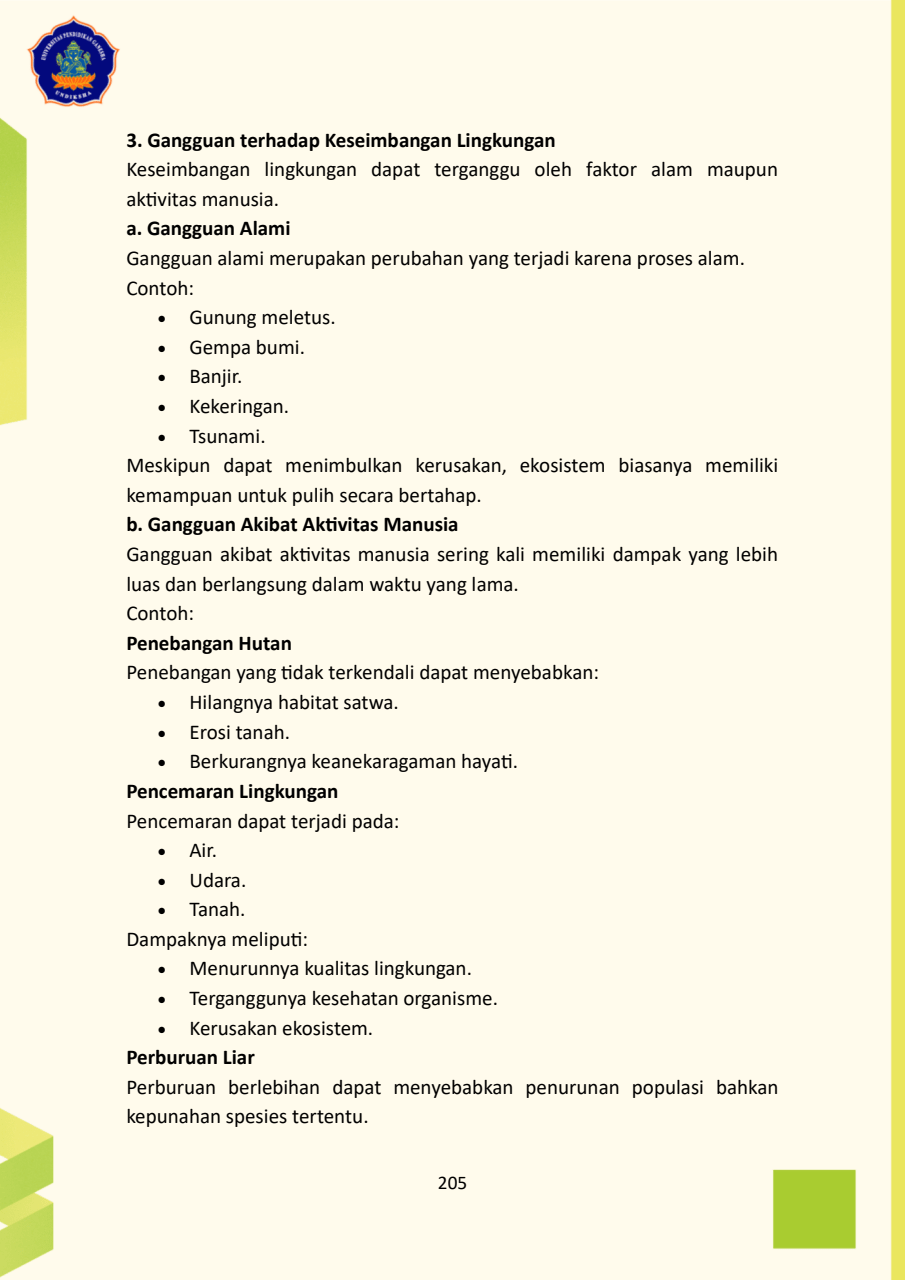 UNIVERSITAS PENDIDIKAN GANESHA
UNDIKSHA
3. Gangguan terhadap Keseimbangan Lingkungan
Keseimbangan lingkungan dapat terganggu oleh faktor alam maupun
aktivitas manusia.
a. Gangguan Alami
Gangguan alami merupakan perubahan yang terjadi karena proses alam.
Contoh:
• Gunung meletus.
• Gempa bumi.
• Banjir.
• Kekeringan.
• Tsunami.
Meskipun dapat menimbulkan kerusakan, ekosistem biasanya memiliki
kemampuan untuk pulih secara bertahap.
b. Gangguan Akibat Aktivitas Manusia
Gangguan akibat aktivitas manusia sering kali memiliki dampak yang lebih
luas dan berlangsung dalam waktu yang lama.
Contoh:
Penebangan Hutan
Penebangan yang tidak terkendali dapat menyebabkan:
• Hilangnya habitat satwa.
• Erosi tanah.
• Berkurangnya keanekaragaman hayati.
Pencemaran Lingkungan
Pencemaran dapat terjadi pada:
• Air.
• Udara.
• Tanah.
Dampaknya meliputi:
• Menurunnya kualitas lingkungan.
• Terganggunya kesehatan organisme.
• Kerusakan ekosistem.
Perburuan Liar
Perburuan berlebihan dapat menyebabkan penurunan populasi bahkan
kepunahan spesies tertentu.
205